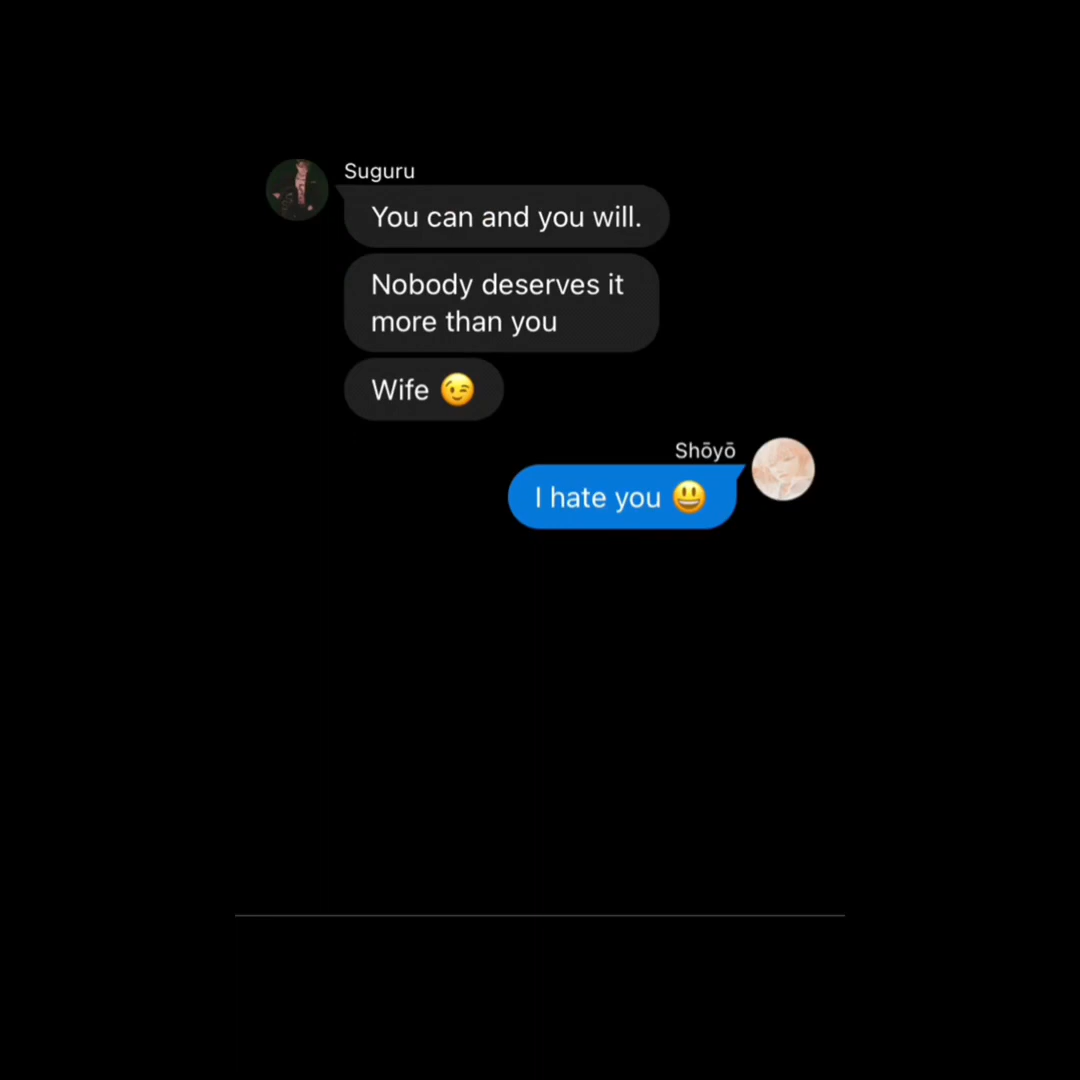 Suguru
You can and you will.
Nobody deserves it
more than you
Wife 😉
Shōyō
I hate you 😃